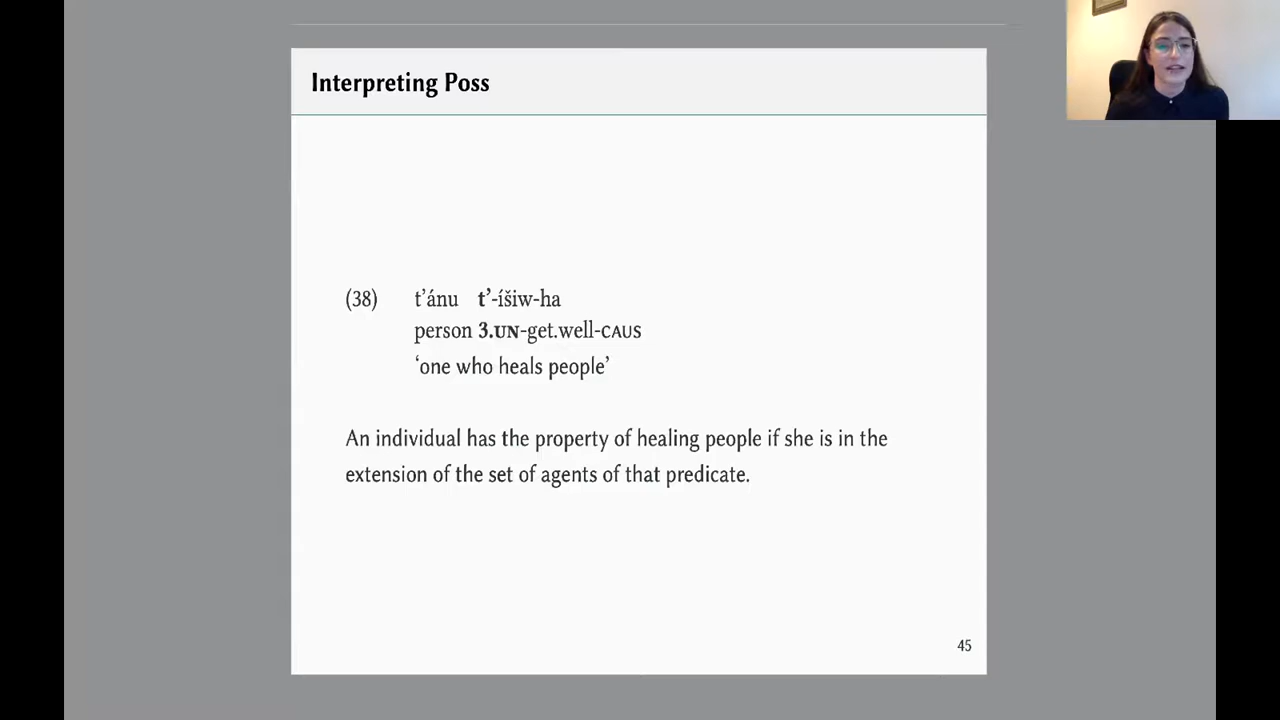 Interpreting Poss
(38) t’ánu t’-íšiw-ha
person 3.UN-get.well-CAUS
‘one who heals people’
An individual has the property of healing people if she is in the
extension of the set of agents of that predicate.
45